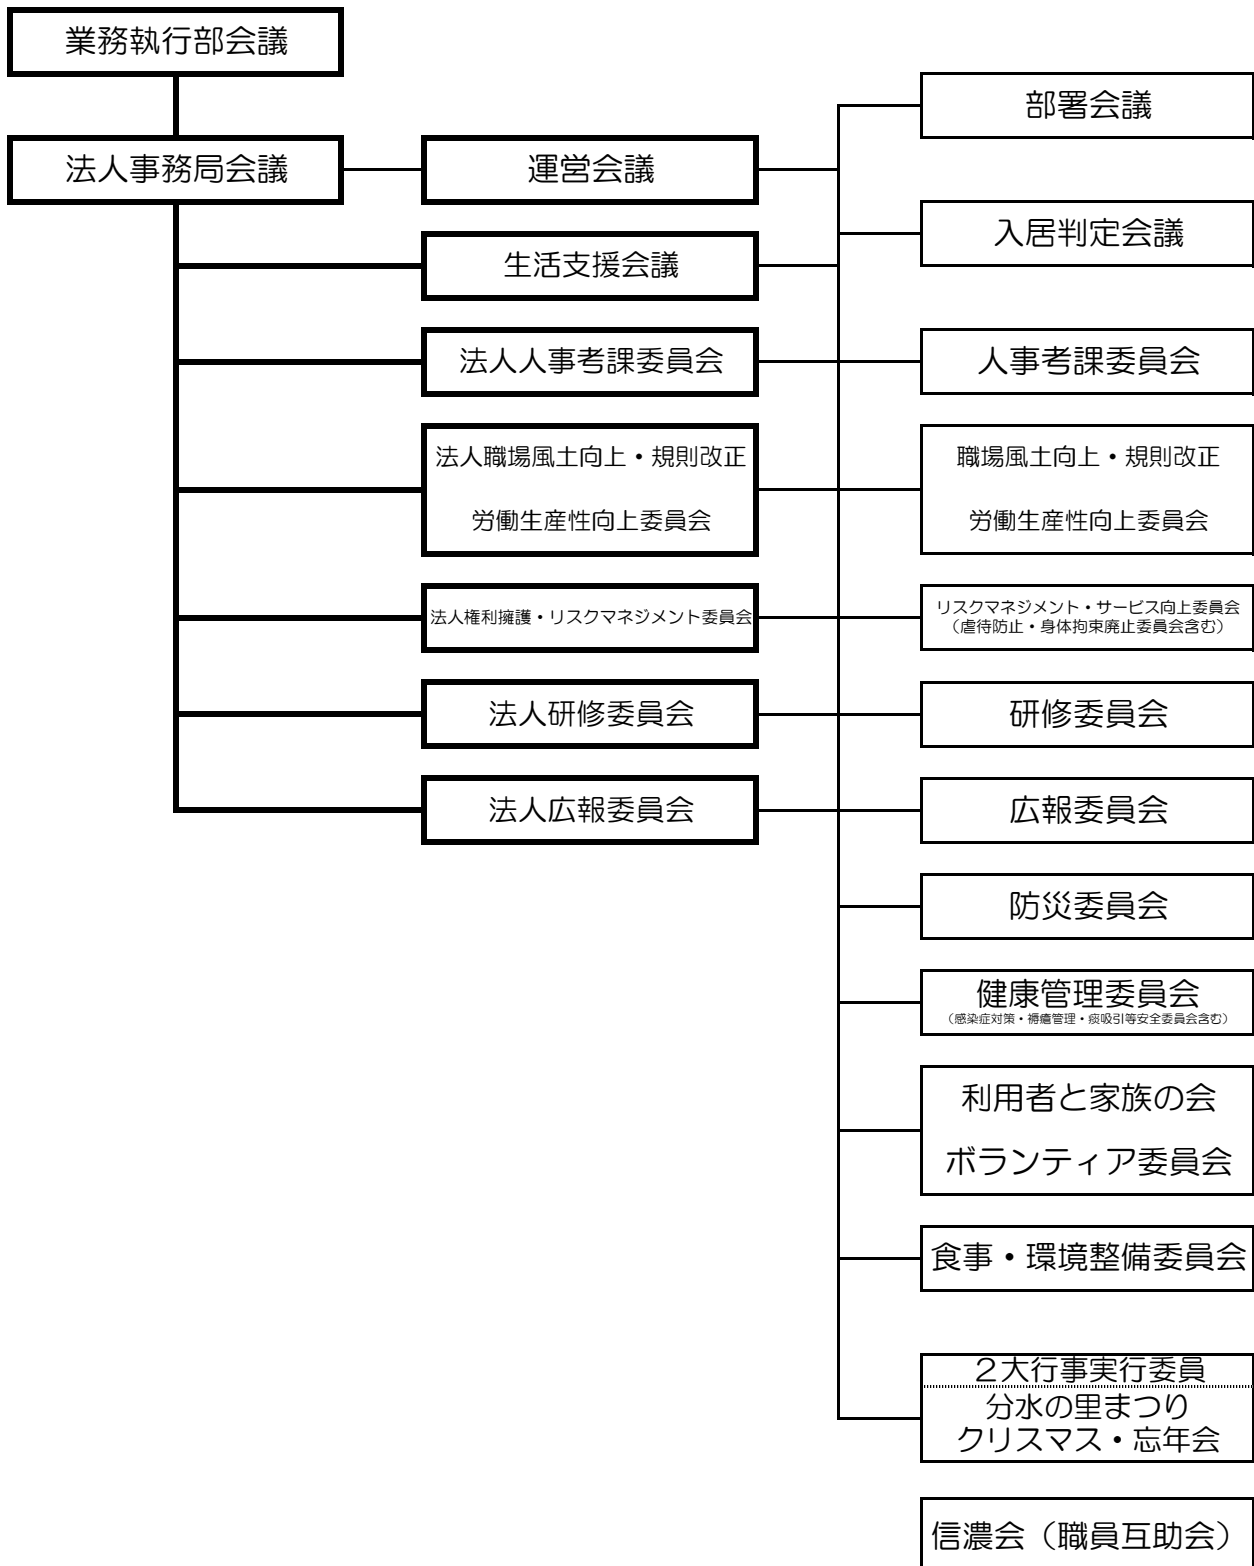 業務執行部会議
法人事務局会議
運営会議
生活支援会議
法人人事考課委員会
法人職場風土向上・規則改正
労働生産性向上委員会
法人権利擁護・リスクマネジメント委員会
法人研修委員会
法人広報委員会
部署会議
入居判定会議
人事考課委員会
職場風土向上・規則改正
労働生産性向上委員会
リスクマネジメント・サービス向上委員会
（虐待防止・身体拘束廃止委員会含む）
研修委員会
広報委員会
防災委員会
健康管理委員会
（感染症対策・褥瘡管理・痰吸引等安全委員会含む）
利用者と家族の会
ボランティア委員会
食事・環境整備委員会
２大行事実行委員
分水の里まつり
クリスマス・忘年会
信濃会（職員互助会）